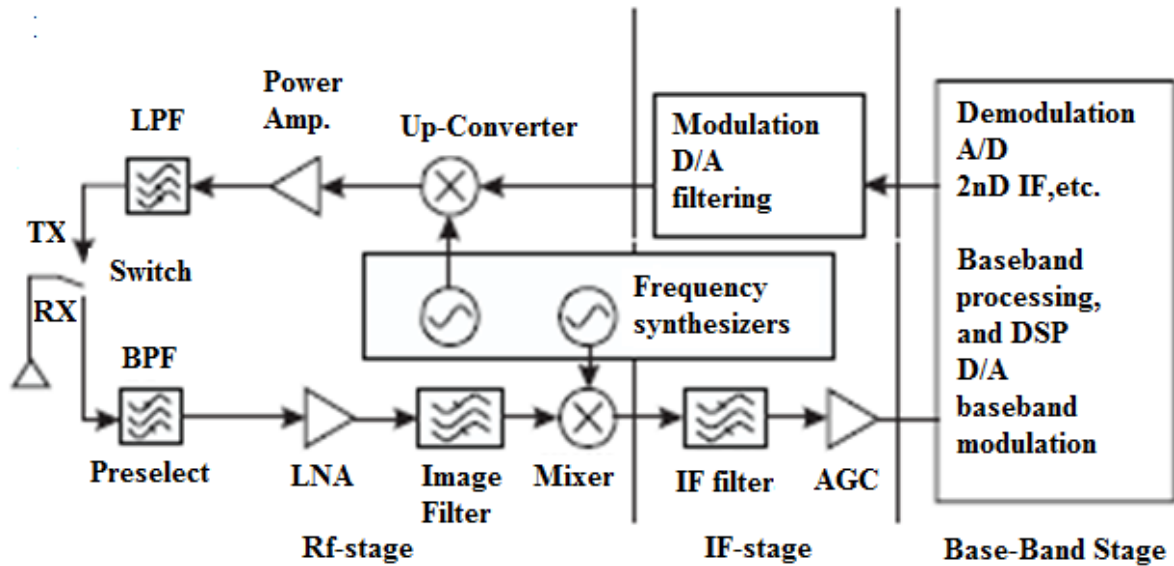 Power
Amp.
LPF
Up-Converter
Modulation
D/A
filtering
Demodulation
A/D
2nD IF,etc.
Baseband
processing,
and DSP
D/A
baseband
modulation
TX
Switch
RX
Frequency
synthesizers
BPF
Preselect
LNA
Image
Filter
Mixer
IF filter
AGC
Rf-stage
IF-stage
Base-Band Stage